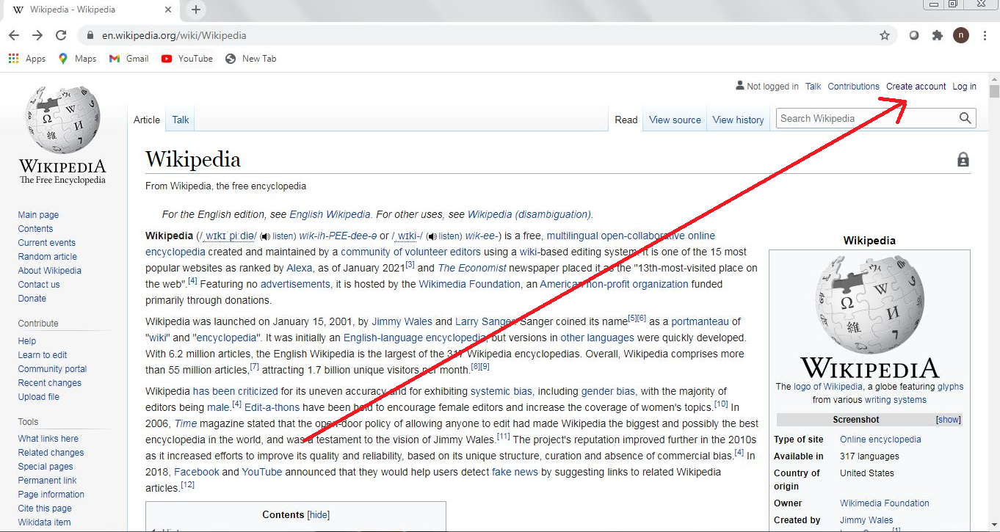 Wikipedia - Wikipedia
en.wikipedia.org/wiki/Wikipedia
n
Apps Maps Gmail YouTube New Tab
Not logged in Talk Contributions Create account Log in
Article Talk Read View source View history Search Wikipedia
WIKIPEDIA
The Free Encyclopedia
Main page
Contents
Current events
Random article
About Wikipedia
Contact us
Donate
Contribute
Help
Learn to edit
Community portal
Recent changes
Upload file
Tools
What links here
Related changes
Special pages
Permanent link
Page information
Cite this page
Wikidata item
Wikipedia
From Wikipedia, the free encyclopedia
For the English edition, see English Wikipedia. For other uses, see Wikipedia (disambiguation).
Wikipedia (/ˌwɪkɪˈpiːdiə/ (listen) wik-ih-PEE-dee-ə or /ˌwɪki-/ (listen) wik-ee-) is a free, multilingual open-collaborative online
encyclopedia created and maintained by a community of volunteer editors using a wiki-based editing system. It is one of the 15 most
popular websites as ranked by Alexa, as of January 2021[3] and The Economist newspaper placed it as the "13th-most-visited place on
the web".[4] Featuring no advertisements, it is hosted by the Wikimedia Foundation, an American non-profit organization funded
primarily through donations.
Wikipedia was launched on January 15, 2001, by Jimmy Wales and Larry Sanger. Sanger coined its name[5][6] as a portmanteau of
"wiki" and "encyclopedia". It was initially an English-language encyclopedia, but versions in other languages were quickly developed.
With 6.2 million articles, the English Wikipedia is the largest of the 317 Wikipedia encyclopedias. Overall, Wikipedia comprises more
than 55 million articles,[7] attracting 1.7 billion unique visitors per month.[8][9]
Wikipedia has been criticized for its uneven accuracy and for exhibiting systemic bias, including gender bias, with the majority of
editors being male.[4] Edit-a-thons have been held to encourage female editors and increase the coverage of women's topics.[10] In
2006, Time magazine stated that the open-door policy of allowing anyone to edit had made Wikipedia the biggest and possibly the best
encyclopedia in the world, and was a testament to the vision of Jimmy Wales.[11] The project's reputation improved further in the 2010s
as it increased efforts to improve its quality and reliability, based on its unique structure, curation and absence of commercial bias.[4] In
2018, Facebook and YouTube announced that they would help users detect fake news by suggesting links to related Wikipedia
articles.[12]
Contents [hide]
Wikipedia
WIKIPEDIA
The logo of Wikipedia, a globe featuring glyphs
from various writing systems
Screenshot [show]
Type of site Online encyclopedia
Available in 317 languages
Country of origin United States
Owner Wikimedia Foundation
Created by Jimmy Wales